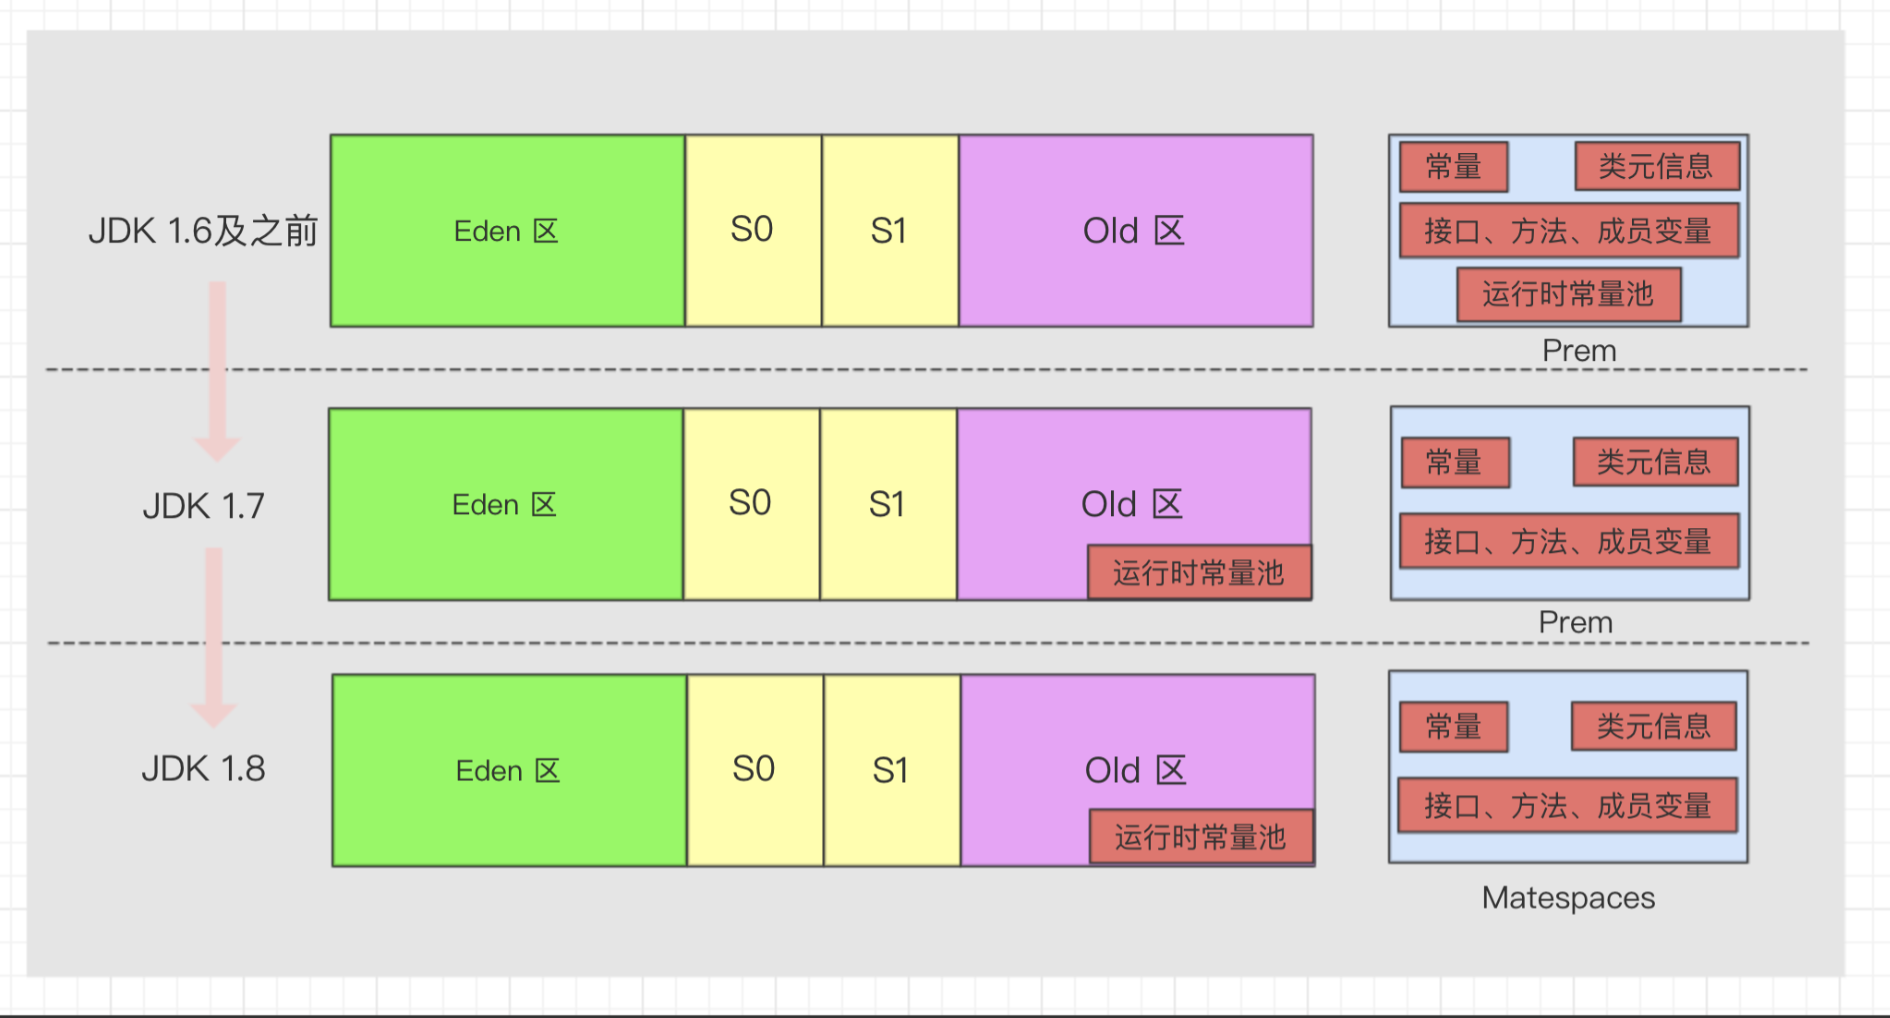 JDK 1.6及之前
Eden 区
S0
S1
Old 区
常量
类元信息
接口、方法、成员变量
运行时常量池
Prem
JDK 1.7
Eden 区
S0
S1
Old 区
运行时常量池
常量
类元信息
接口、方法、成员变量
Prem
JDK 1.8
Eden 区
S0
S1
Old 区
运行时常量池
常量
类元信息
接口、方法、成员变量
Matespaces